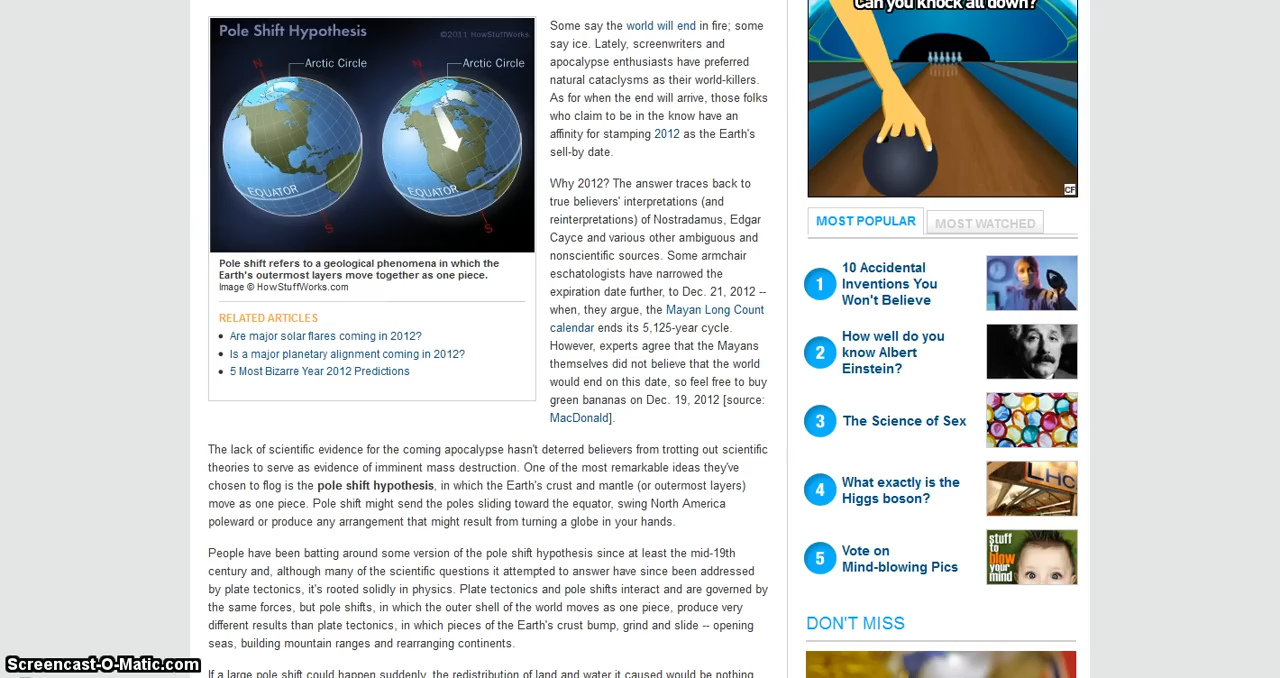 Pole Shift Hypothesis
©2011 HowStuffWorks
N
Arctic Circle
N
Arctic Circle
EQUATOR
EQUATOR
S
S
Pole shift refers to a geological phenomena in which the
Earth's outermost layers move together as one piece.
Image © HowStuffWorks.com
RELATED ARTICLES
Are major solar flares coming in 2012?
Is a major planetary alignment coming in 2012?
5 Most Bizarre Year 2012 Predictions
Some say the world will end in fire; some
say ice. Lately, screenwriters and
apocalypse enthusiasts have preferred
natural cataclysms as their world-killers.
As for when the end will arrive, those folks
who claim to be in the know have an
affinity for stamping 2012 as the Earth's
sell-by date.
Why 2012? The answer traces back to
true believers' interpretations (and
reinterpretations) of Nostradamus, Edgar
Cayce and various other ambiguous and
nonscientific sources. Some armchair
eschatologists have narrowed the
expiration date further, to Dec. 21, 2012 --
when, they argue, the Mayan Long Count
calendar ends its 5,125-year cycle.
However, experts agree that the Mayans
themselves did not believe that the world
would end on this date, so feel free to buy
green bananas on Dec. 19, 2012 [source:
MacDonald].
The lack of scientific evidence for the coming apocalypse hasn't deterred believers from trotting out scientific
theories to serve as evidence of imminent mass destruction. One of the most remarkable ideas they've
chosen to flog is the pole shift hypothesis, in which the Earth's crust and mantle (or outermost layers)
move as one piece. Pole shift might send the poles sliding toward the equator, swing North America
poleward or produce any arrangement that might result from turning a globe in your hands.
People have been batting around some version of the pole shift hypothesis since at least the mid-19th
century and, although many of the scientific questions it attempted to answer have since been addressed
by plate tectonics, it's rooted solidly in physics. Plate tectonics and pole shifts interact and are governed by
the same forces, but pole shifts, in which the outer shell of the world moves as one piece, produce very
different results than plate tectonics, in which pieces of the Earth's crust bump, grind and slide -- opening
seas, building mountain ranges and rearranging continents.
If a large pole shift could happen suddenly, the redistribution of land and water it caused would be nothing
Can you knock all down?
CF
MOST POPULAR
MOST WATCHED
1
10 Accidental
Inventions You
Won't Believe
2
How well do you
know Albert
Einstein?
3
The Science of Sex
4
What exactly is the
Higgs boson?
LHC
5
Vote on
Mind-blowing Pics
stuff
to
blow
your
mind
DON'T MISS
Screencast-O-Matic.com